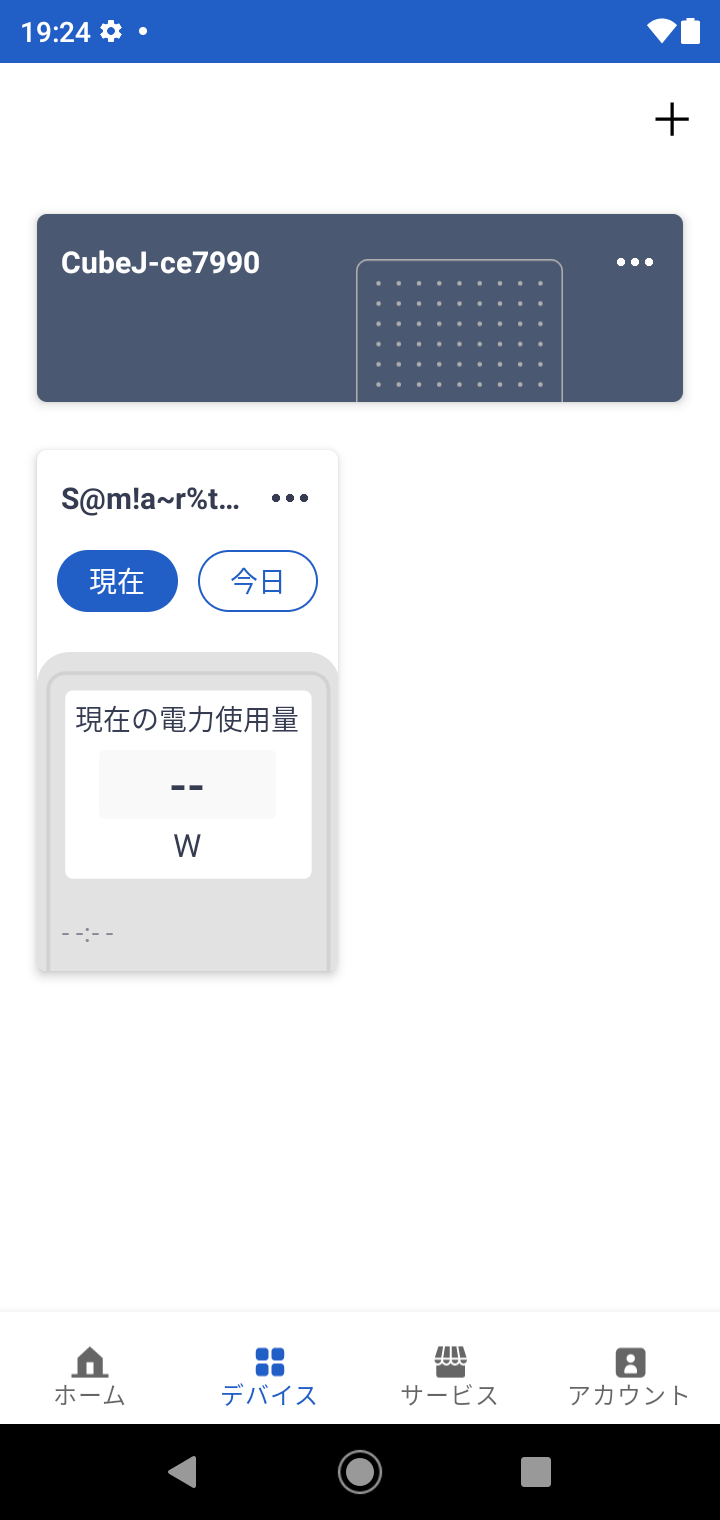 19:24
CubeJ-ce7990
S@m!a~r%t...
現在 今日
現在の電力使用量
--
W
- -:- -
ホーム デバイス サービス アカウント